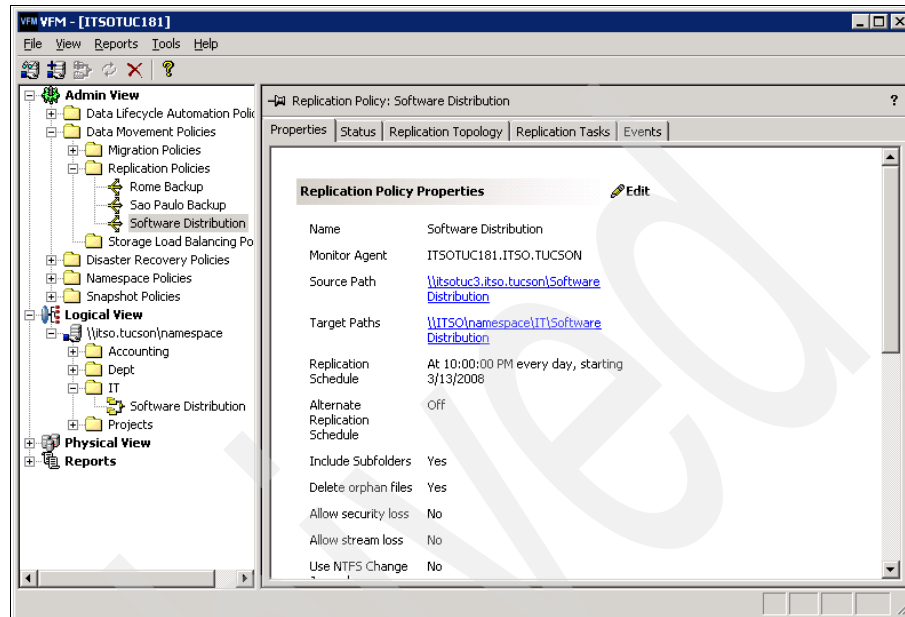 VFM VFM - [ITSOTUC181]
File View Reports Tools Help
Admin View
Data Lifecycle Automation Polic
Data Movement Policies
Migration Policies
Replication Policies
Rome Backup
Sao Paulo Backup
Software Distribution
Storage Load Balancing Po
Disaster Recovery Policies
Namespace Policies
Snapshot Policies
Logical View
\\itso.tucson\namespace
Accounting
Dept
IT
Software Distribution
Projects
Physical View
Reports
Replication Policy: Software Distribution ?
Properties Status Replication Topology Replication Tasks Events
Replication Policy Properties Edit
Name Software Distribution
Monitor Agent ITSOTUC181.ITSO.TUCSON
Source Path \\itsotuc3.itso.tucson\Software
Distribution
Target Paths \\ITSO\namespace\IT\Software
Distribution
Replication At 10:00:00 PM every day, starting
Schedule 3/13/2008
Alternate Off
Replication
Schedule
Include Subfolders Yes
Delete orphan files Yes
Allow security loss No
Allow stream loss No
Use NTFS Change No